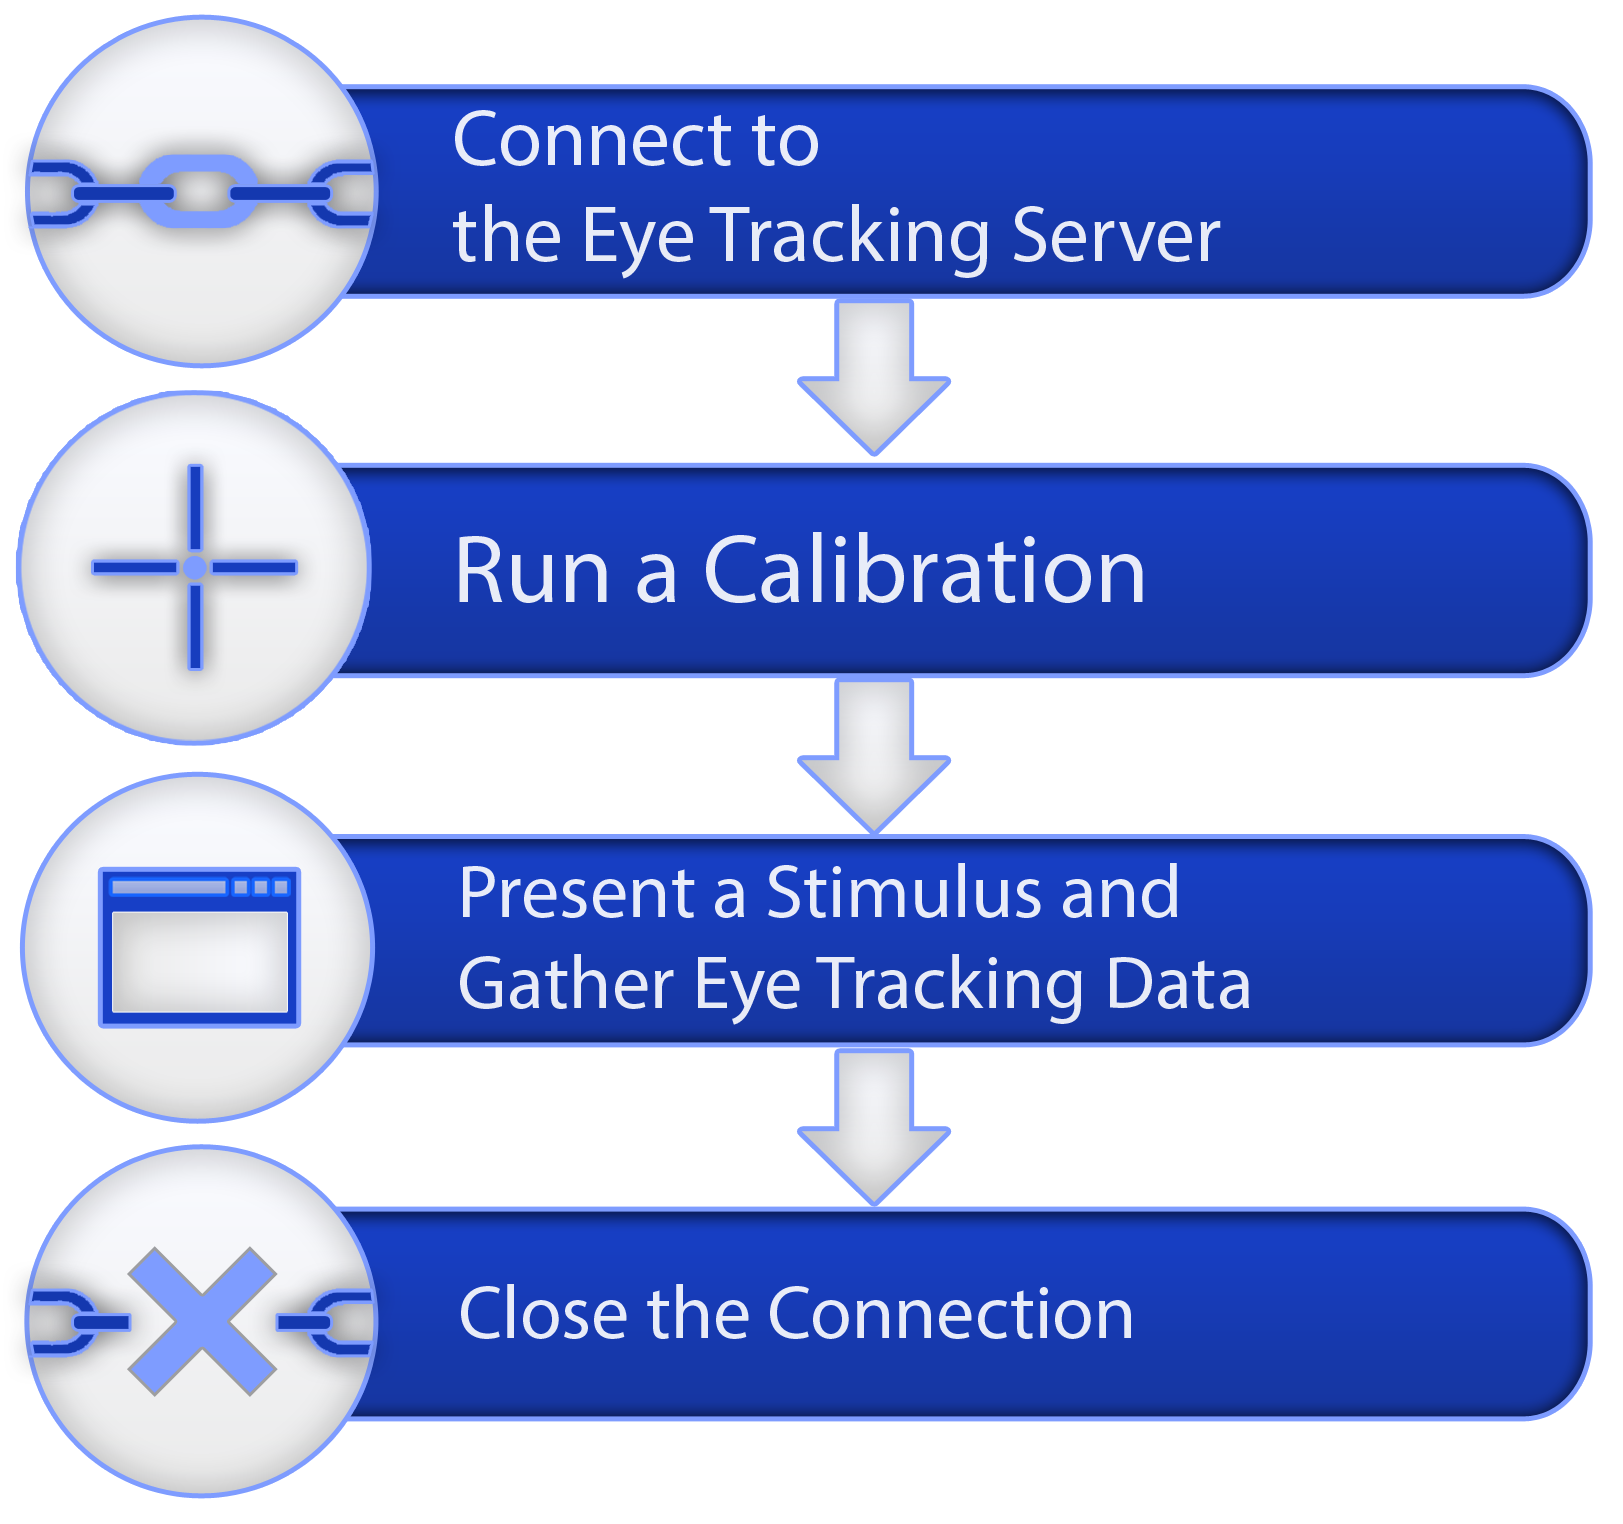 Connect to
the Eye Tracking Server
Run a Calibration
Present a Stimulus and
Gather Eye Tracking Data
Close the Connection